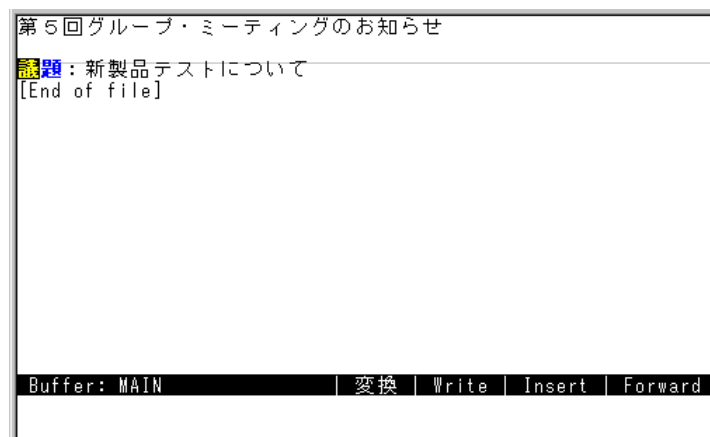 第５回グループ・ミーティングのお知らせ
議題：新製品テストについて
[End of file]
Buffer: MAIN | 変換 | Write | Insert | Forward